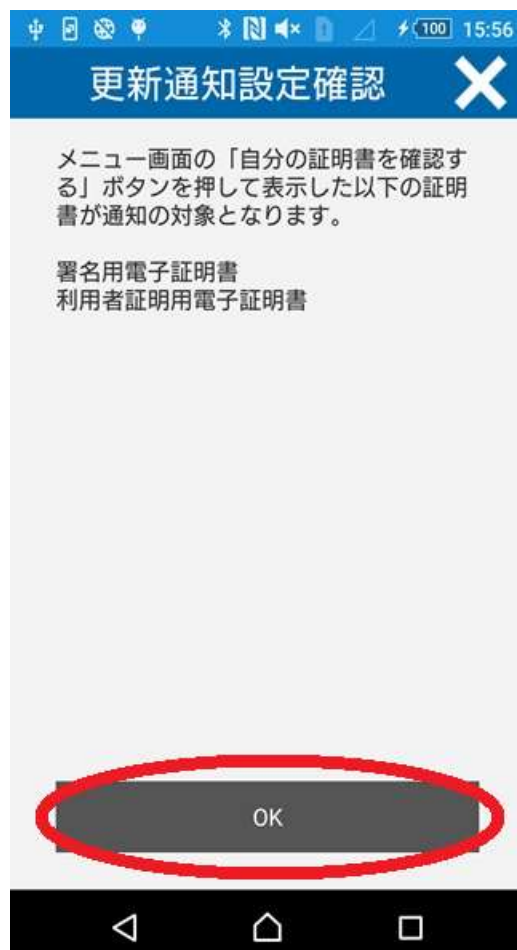 100 15:56
更新通知設定確認
メニュー画面の「自分の証明書を確認す
る」ボタンを押して表示した以下の証明
書が通知の対象となります。
署名用電子証明書
利用者証明用電子証明書
OK